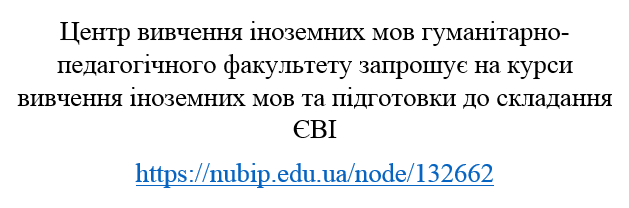 Центр вивчення іноземних мов гуманітарно-
педагогічного факультету запрошує на курси
вивчення іноземних мов та підготовки до складання
ЄВІ
https://nubip.edu.ua/node/132662